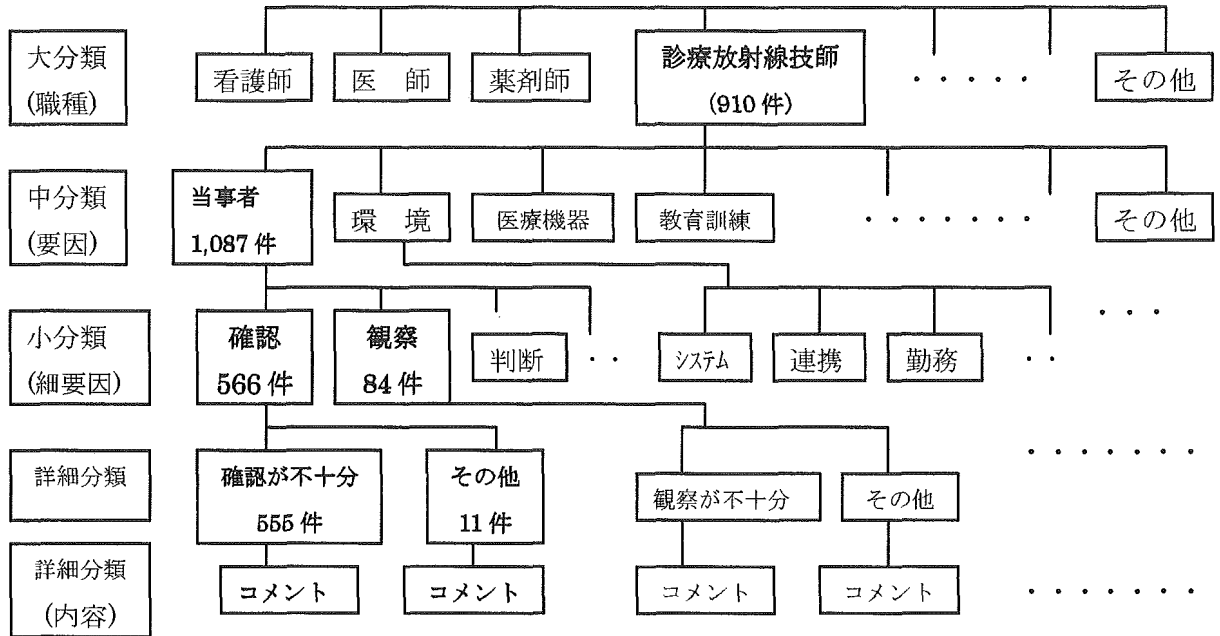 大分類
(職種)
看護師
医 師
薬剤師
診療放射線技師
(910 件)
・・・・・
その他
中分類
(要因)
当事者
1,087 件
環 境
医療機器
教育訓練
・・・・・・・
その他
小分類
(細要因)
確認
566 件
観察
84 件
判断
・・
システム
連携
勤務
・・
・・・
詳細分類
確認が不十分
555 件
その他
11 件
観察が不十分
その他
・・・・・・・
詳細分類
(内容)
コメント
コメント
コメント
コメント
・・・・・・・